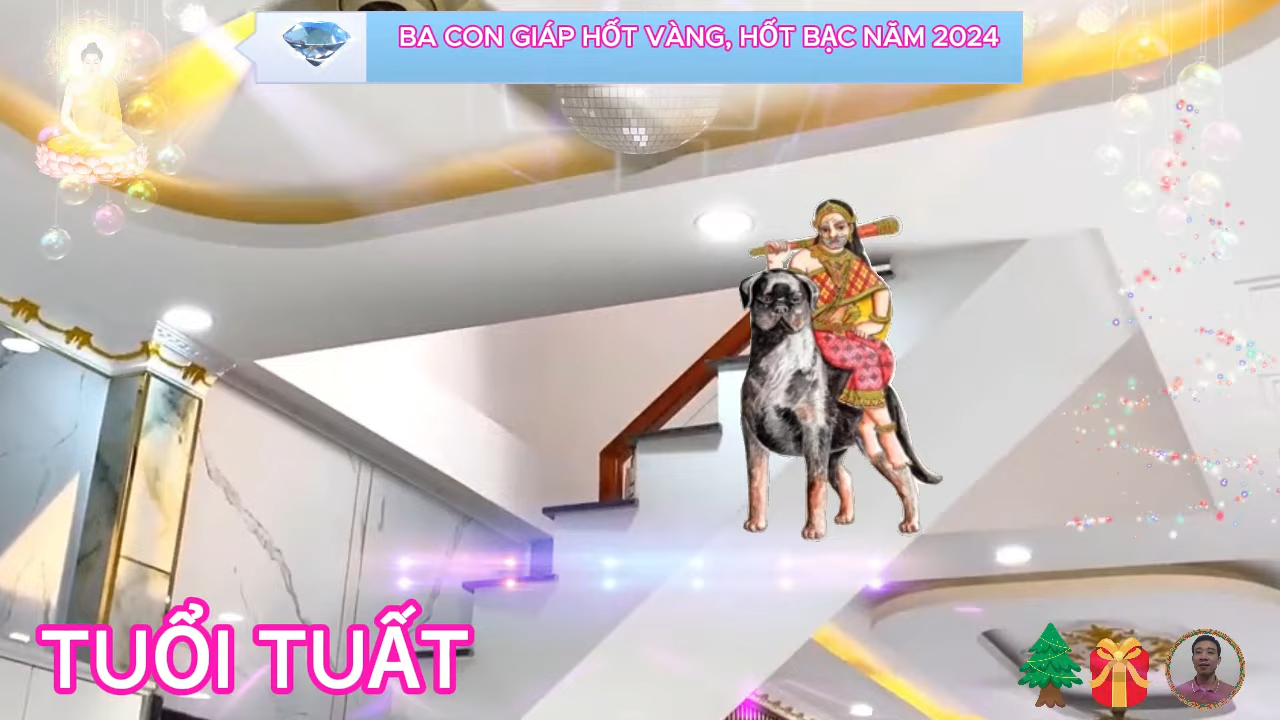 BA CON GIÁP HỐT VÀNG, HỐT BẠC NĂM 2024
TUỔI TUẤT